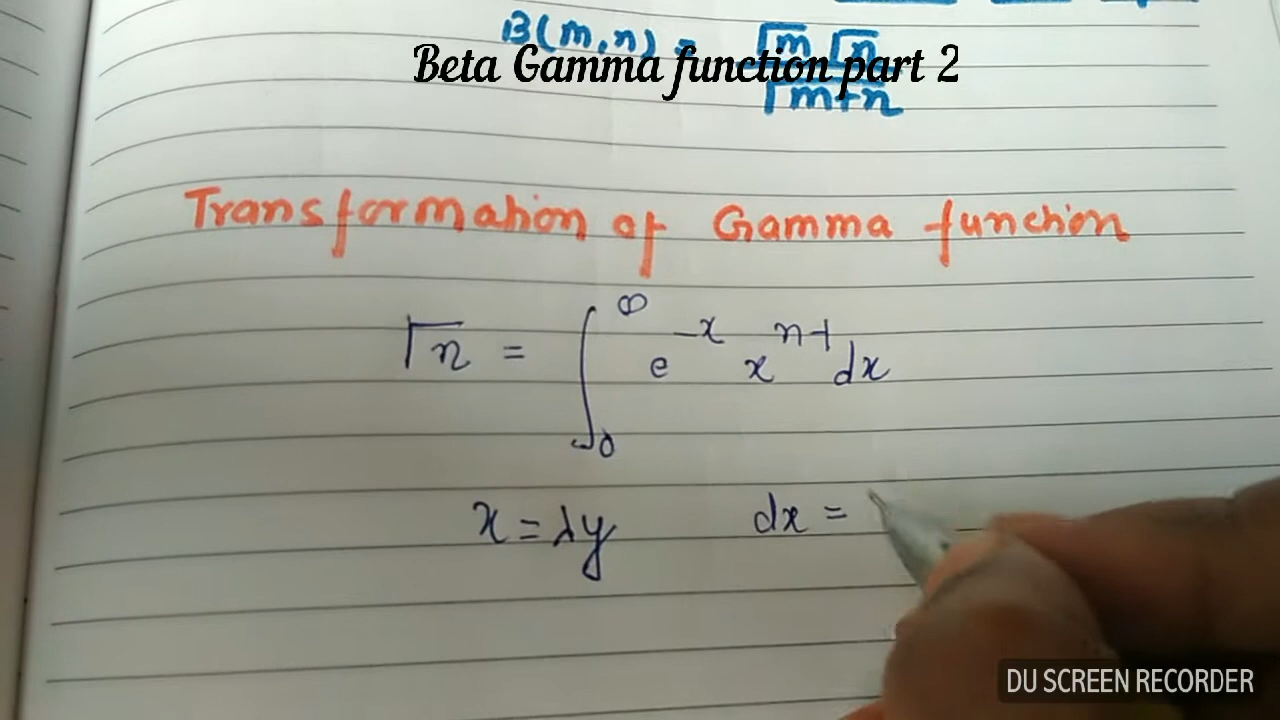 B(m,n) = Γm Γn / Γm+n
Beta Gamma function part 2
Transformation of Gamma function
Γn = ∫₀^∞ e^-x x^n-1 dx
x = λy dx =
DU SCREEN RECORDER